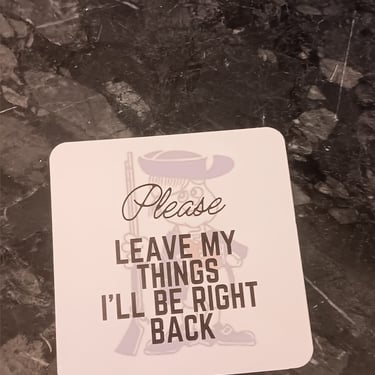 Please
LEAVE MY
THINGS
I'LL BE RIGHT
BACK